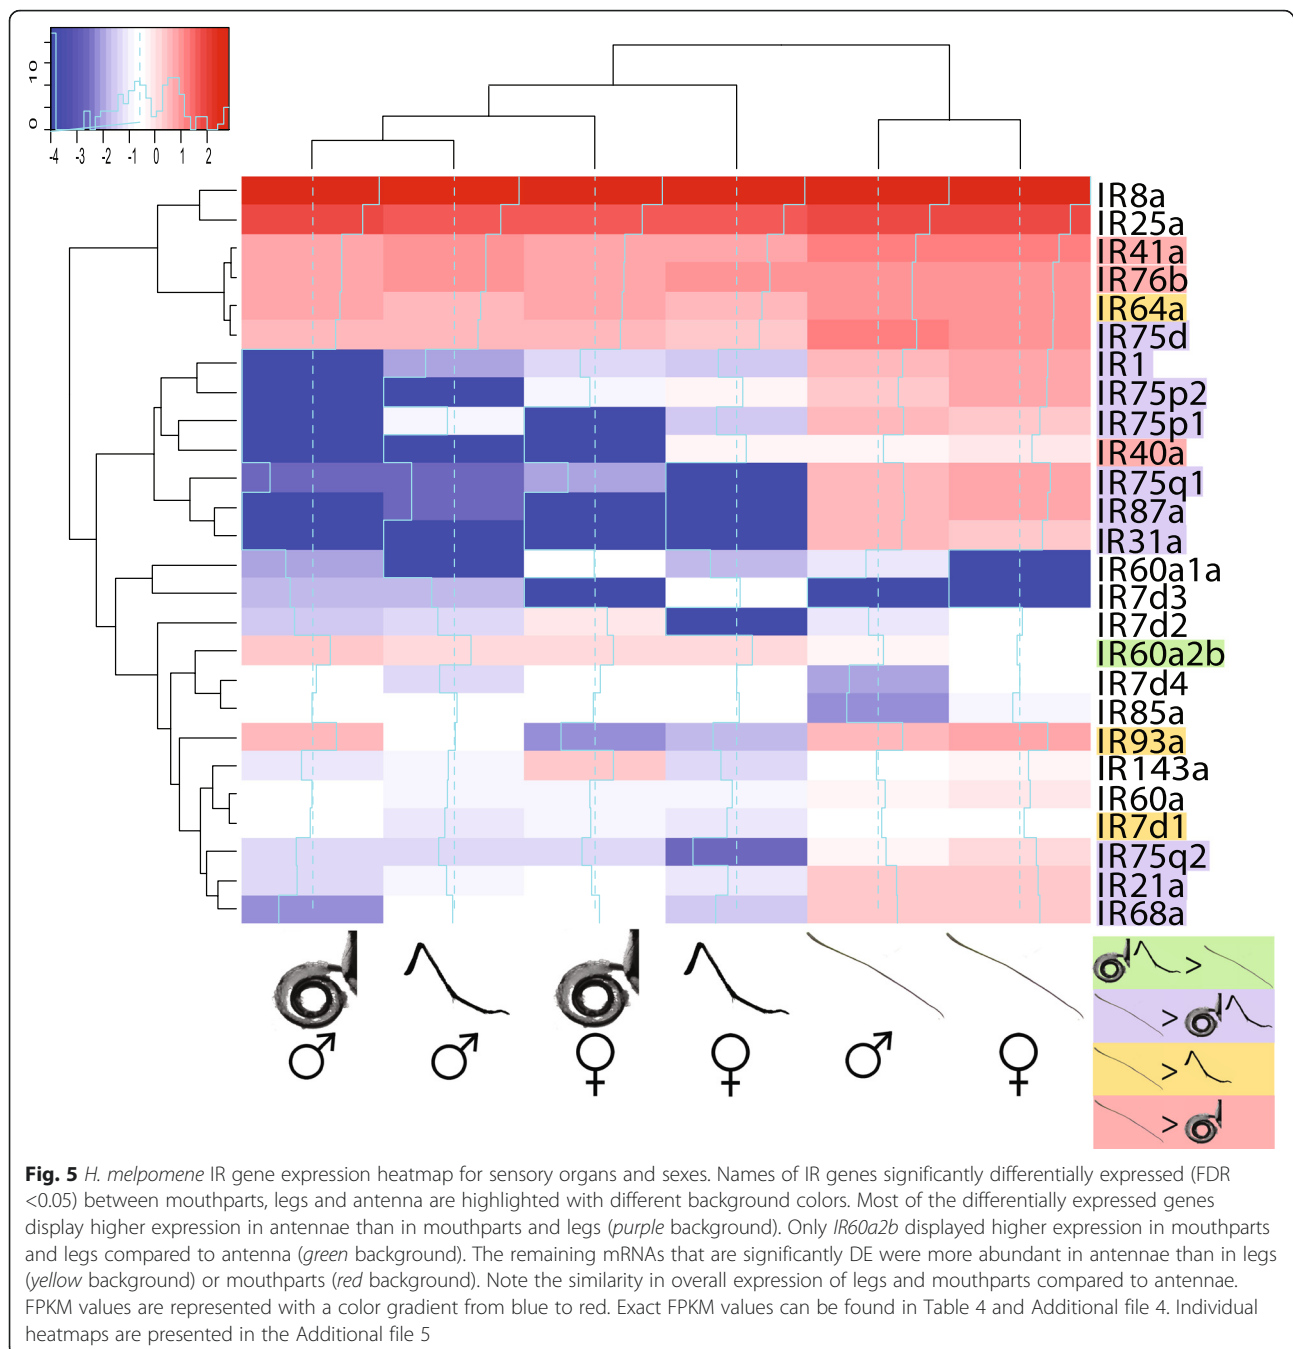 10
0
-4 -3 -2 -1 0 1 2
IR8a
IR25a
IR41a
IR76b
IR64a
IR75d
IR1
IR75p2
IR75p1
IR40a
IR75q1
IR87a
IR31a
IR60a1a
IR7d3
IR7d2
IR60a2b
IR7d4
IR85a
IR93a
IR143a
IR60a
IR7d1
IR75q2
IR21a
IR68a
♂ ♂ ♀ ♀ ♂ ♀
>
>
>
>
Fig. 5 H. melpomene IR gene expression heatmap for sensory organs and sexes. Names of IR genes significantly differentially expressed (FDR
<0.05) between mouthparts, legs and antenna are highlighted with different background colors. Most of the differentially expressed genes
display higher expression in antennae than in mouthparts and legs (purple background). Only IR60a2b displayed higher expression in mouthparts
and legs compared to antenna (green background). The remaining mRNAs that are significantly DE were more abundant in antennae than in legs
(yellow background) or mouthparts (red background). Note the similarity in overall expression of legs and mouthparts compared to antennae.
FPKM values are represented with a color gradient from blue to red. Exact FPKM values can be found in Table 4 and Additional file 4. Individual
heatmaps are presented in the Additional file 5